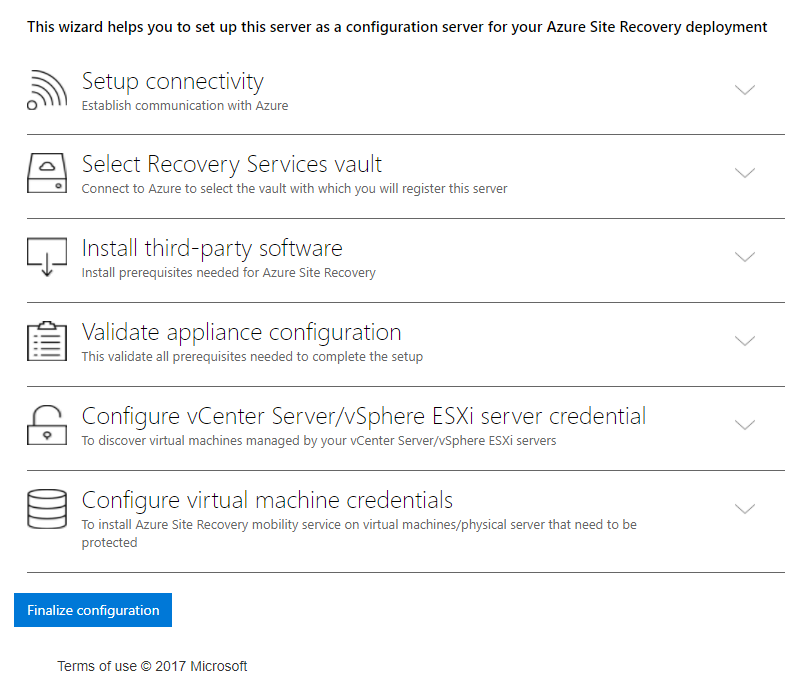 This wizard helps you to set up this server as a configuration server for your Azure Site Recovery deployment
Setup connectivity
Establish communication with Azure
Select Recovery Services vault
Connect to Azure to select the vault with which you will register this server
Install third-party software
Install prerequisites needed for Azure Site Recovery
Validate appliance configuration
This validate all prerequisites needed to complete the setup
Configure vCenter Server/vSphere ESXi server credential
To discover virtual machines managed by your vCenter Server/vSphere ESXi servers
Configure virtual machine credentials
To install Azure Site Recovery mobility service on virtual machines/physical server that need to be
protected
Finalize configuration
Terms of use © 2017 Microsoft